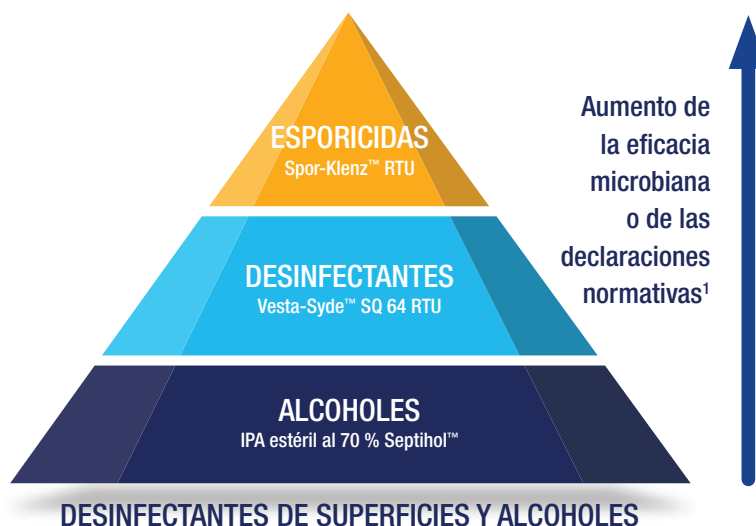 ESPORICIDAS
Spor-Klenz™ RTU
DESINFECTANTES
Vesta-Syde™ SQ 64 RTU
ALCOHOLES
IPA estéril al 70 % Septihol™
DESINFECTANTES DE SUPERFICIES Y ALCOHOLES
Aumento de
la eficacia
microbiana
o de las
declaraciones
normativas¹